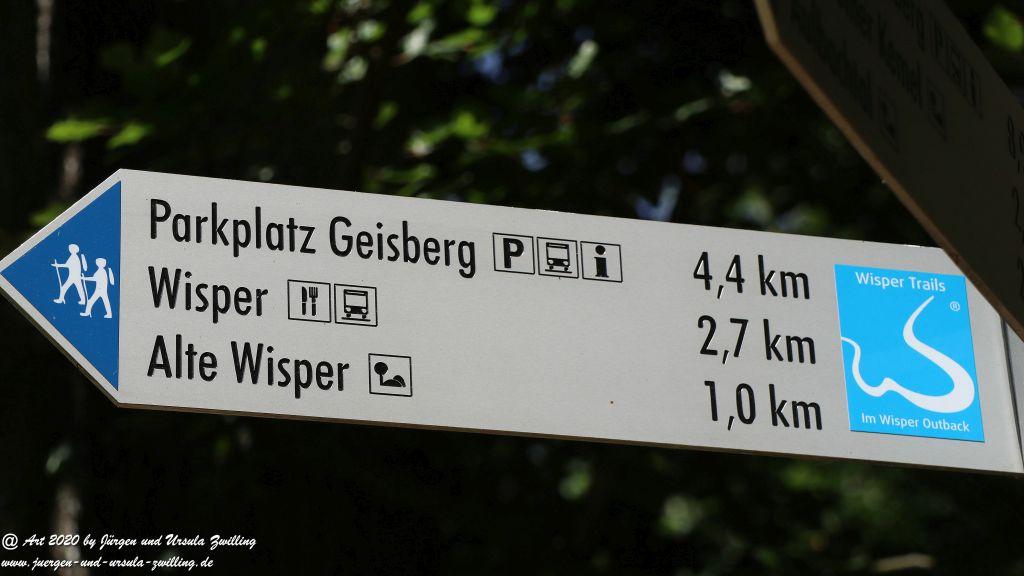 Parkplatz Geisberg P i 4,4 km
Wisper 2,7 km
Alte Wisper 1,0 km
Wisper Trails
®
Im Wisper Outback
@ Art 2020 by Jürgen und Ursula Zwilling
www.juergen-und-ursula-zwilling.de